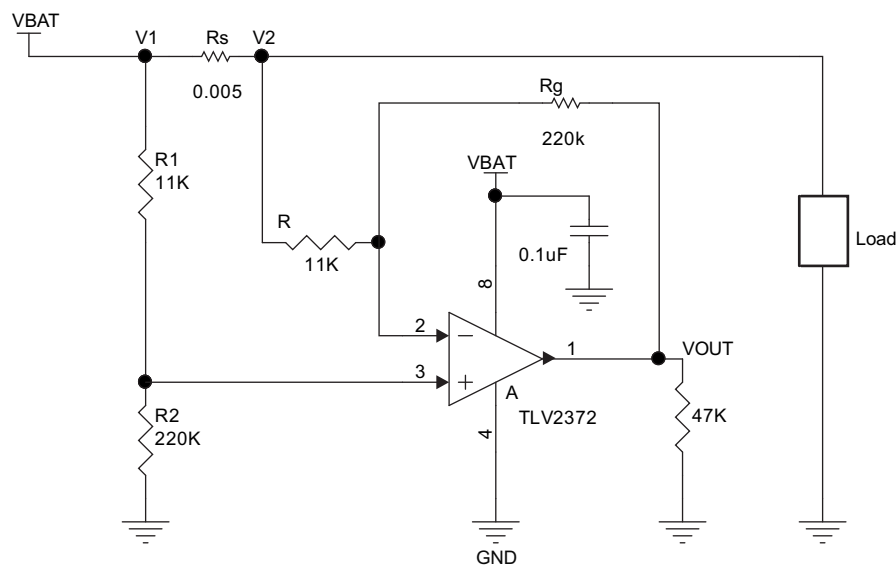 VBAT
V1
Rs
V2
0.005
Rg
220k
R1
11K
VBAT
R
11K
0.1uF
Load
8
2
3
1
VOUT
A
TLV2372
R2
220K
4
47K
GND